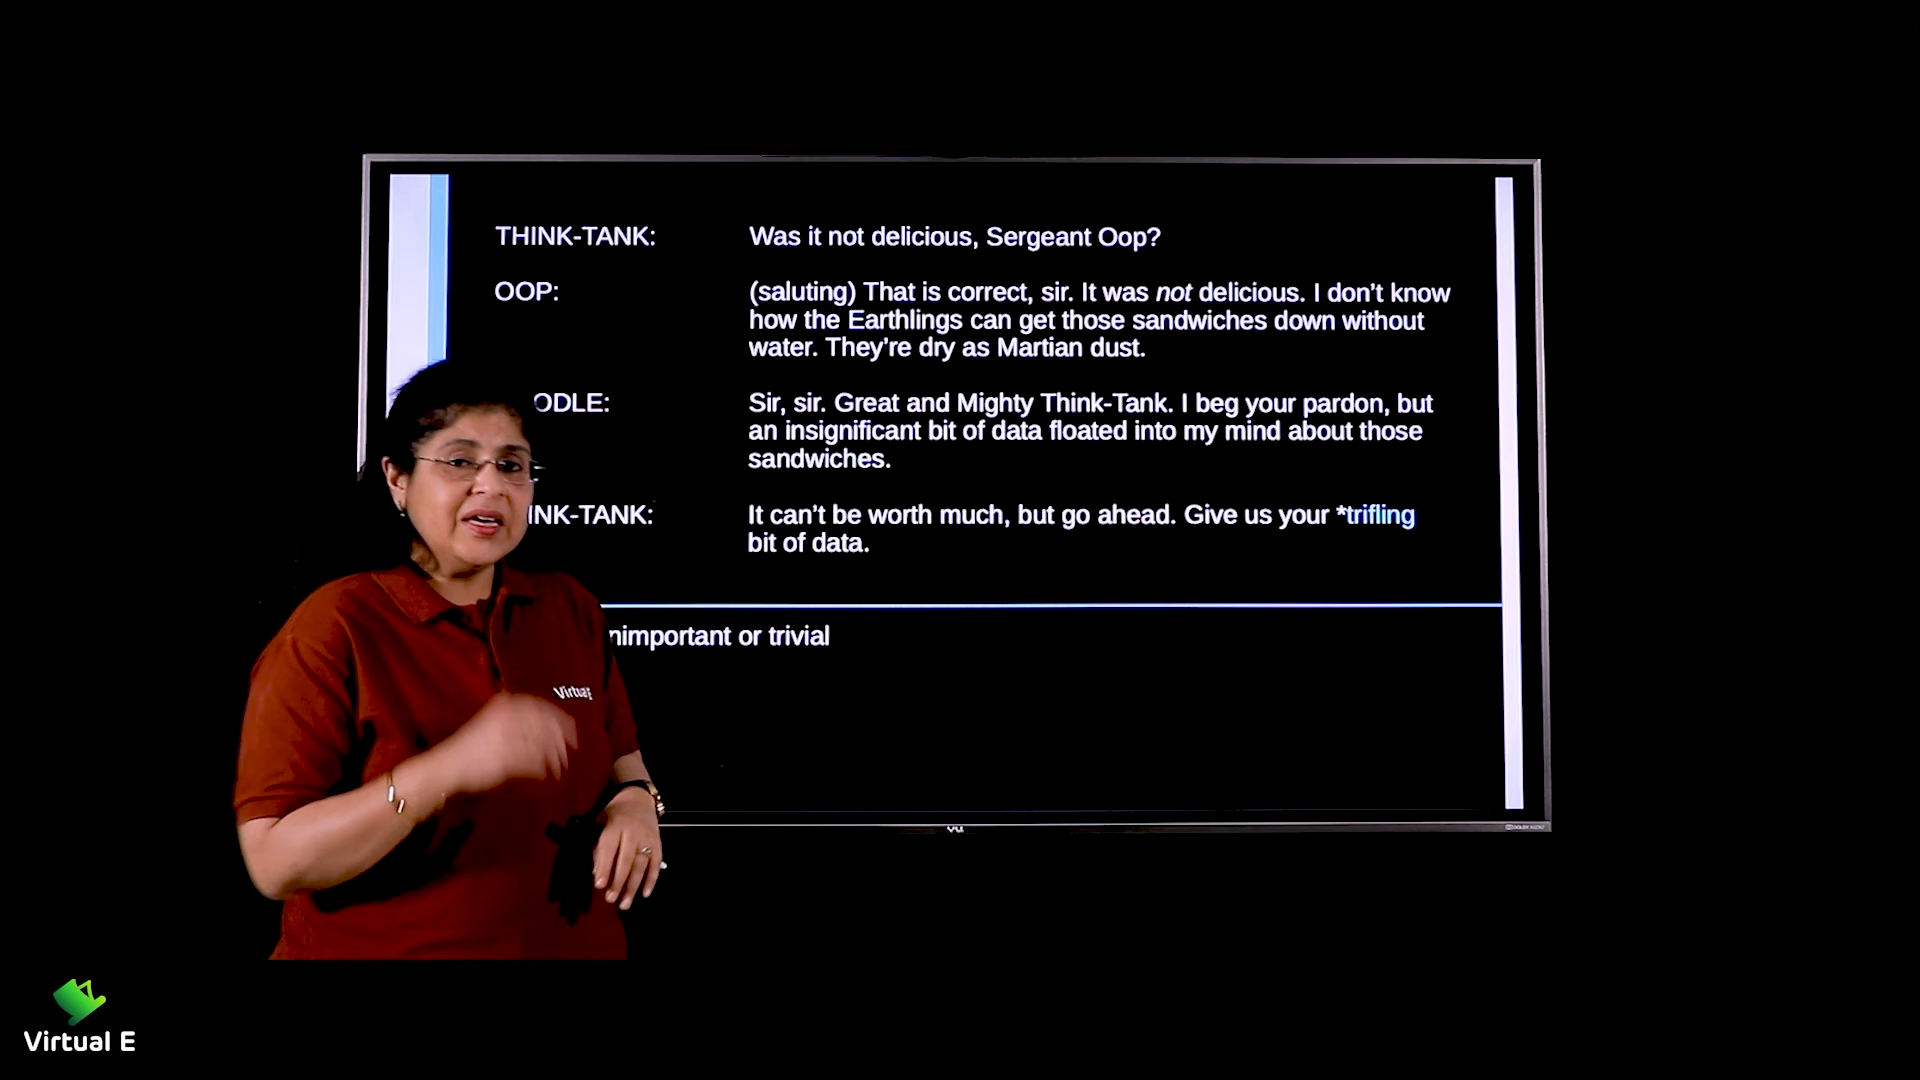 THINK-TANK: Was it not delicious, Sergeant Oop?
OOP: (saluting) That is correct, sir. It was not delicious. I don't know
how the Earthlings can get those sandwiches down without
water. They're dry as Martian dust.
ODLE: Sir, sir. Great and Mighty Think-Tank. I beg your pardon, but
an insignificant bit of data floated into my mind about those
sandwiches.
INK-TANK: It can't be worth much, but go ahead. Give us your *trifling
bit of data.
nimportant or trivial
Virtual E
Virtual E